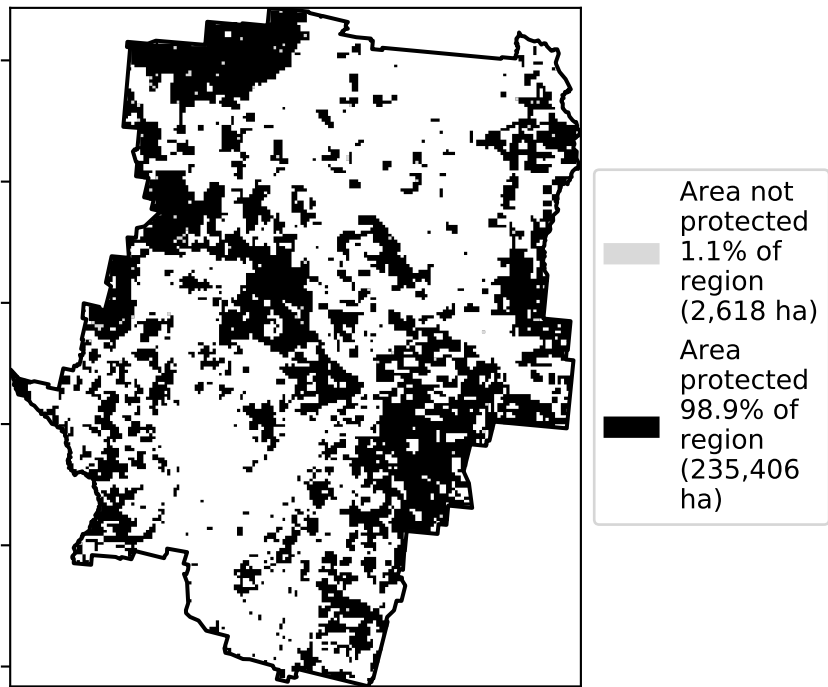 Area not
protected
1.1% of
region
(2,618 ha)
Area
protected
98.9% of
region
(235,406
ha)